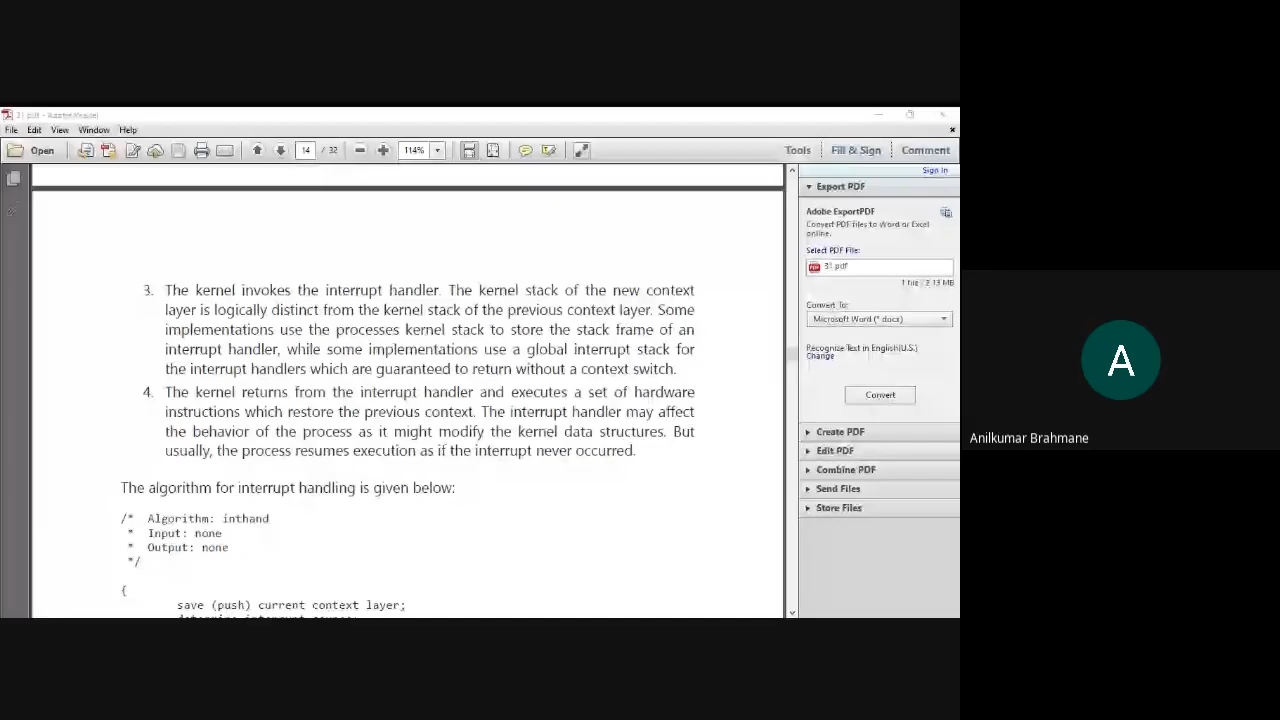 File Edit View Window Help
Open 14 / 32 114% Tools Fill & Sign Comment
Sign In
Export PDF
Adobe ExportPDF
Convert PDF files to Word or Excel
online.
Select PDF File:
31.pdf
1 file / 2.13 MB
Convert To:
Microsoft Word (*.docx)
Recognize Text in English(U.S.)
Change
Convert
Create PDF
Edit PDF
Combine PDF
Send Files
Store Files
3. The kernel invokes the interrupt handler. The kernel stack of the new context
layer is logically distinct from the kernel stack of the previous context layer. Some
implementations use the processes kernel stack to store the stack frame of an
interrupt handler, while some implementations use a global interrupt stack for
the interrupt handlers which are guaranteed to return without a context switch.
4. The kernel returns from the interrupt handler and executes a set of hardware
instructions which restore the previous context. The interrupt handler may affect
the behavior of the process as it might modify the kernel data structures. But
usually, the process resumes execution as if the interrupt never occurred.
The algorithm for interrupt handling is given below:
/* Algorithm: inthand
* Input: none
* Output: none
*/
{
save (push) current context layer;
A
Anilkumar Brahmane